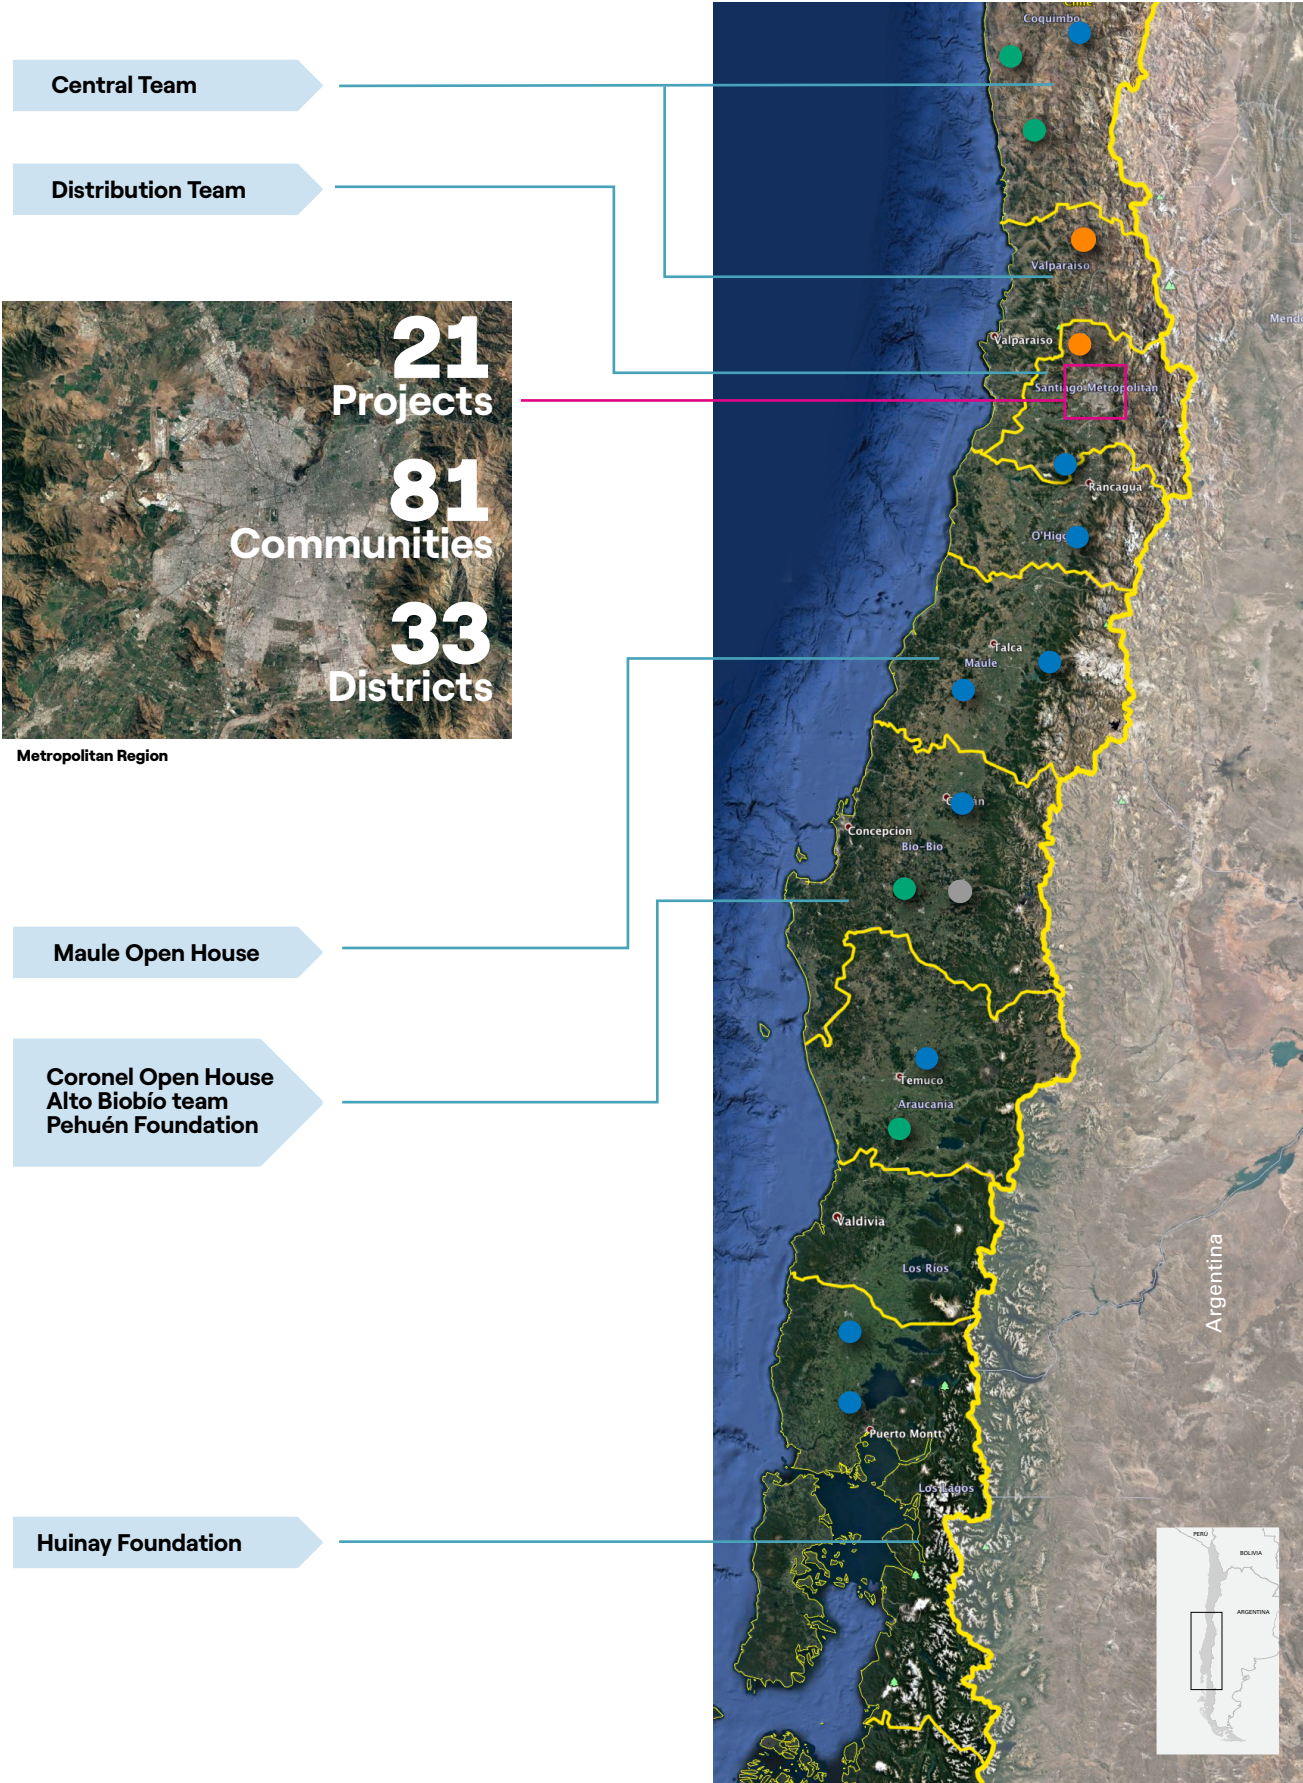 Central Team
Distribution Team
21
Projects
81
Communities
33
Districts
Metropolitan Region
Maule Open House
Coronel Open House
Alto Biobío team
Pehuén Foundation
Huinay Foundation
Chile
Coquimbo
Valparaiso
Valparaiso
Santiago Metropolitan
Rancagua
Talca
Maule
Concepcion
Bio-Bio
Temuco
Araucania
Valdivia
Los Rios
Puerto Montt
Los Lagos
Argentina
PERÚ
BOLIVIA
ARGENTINA